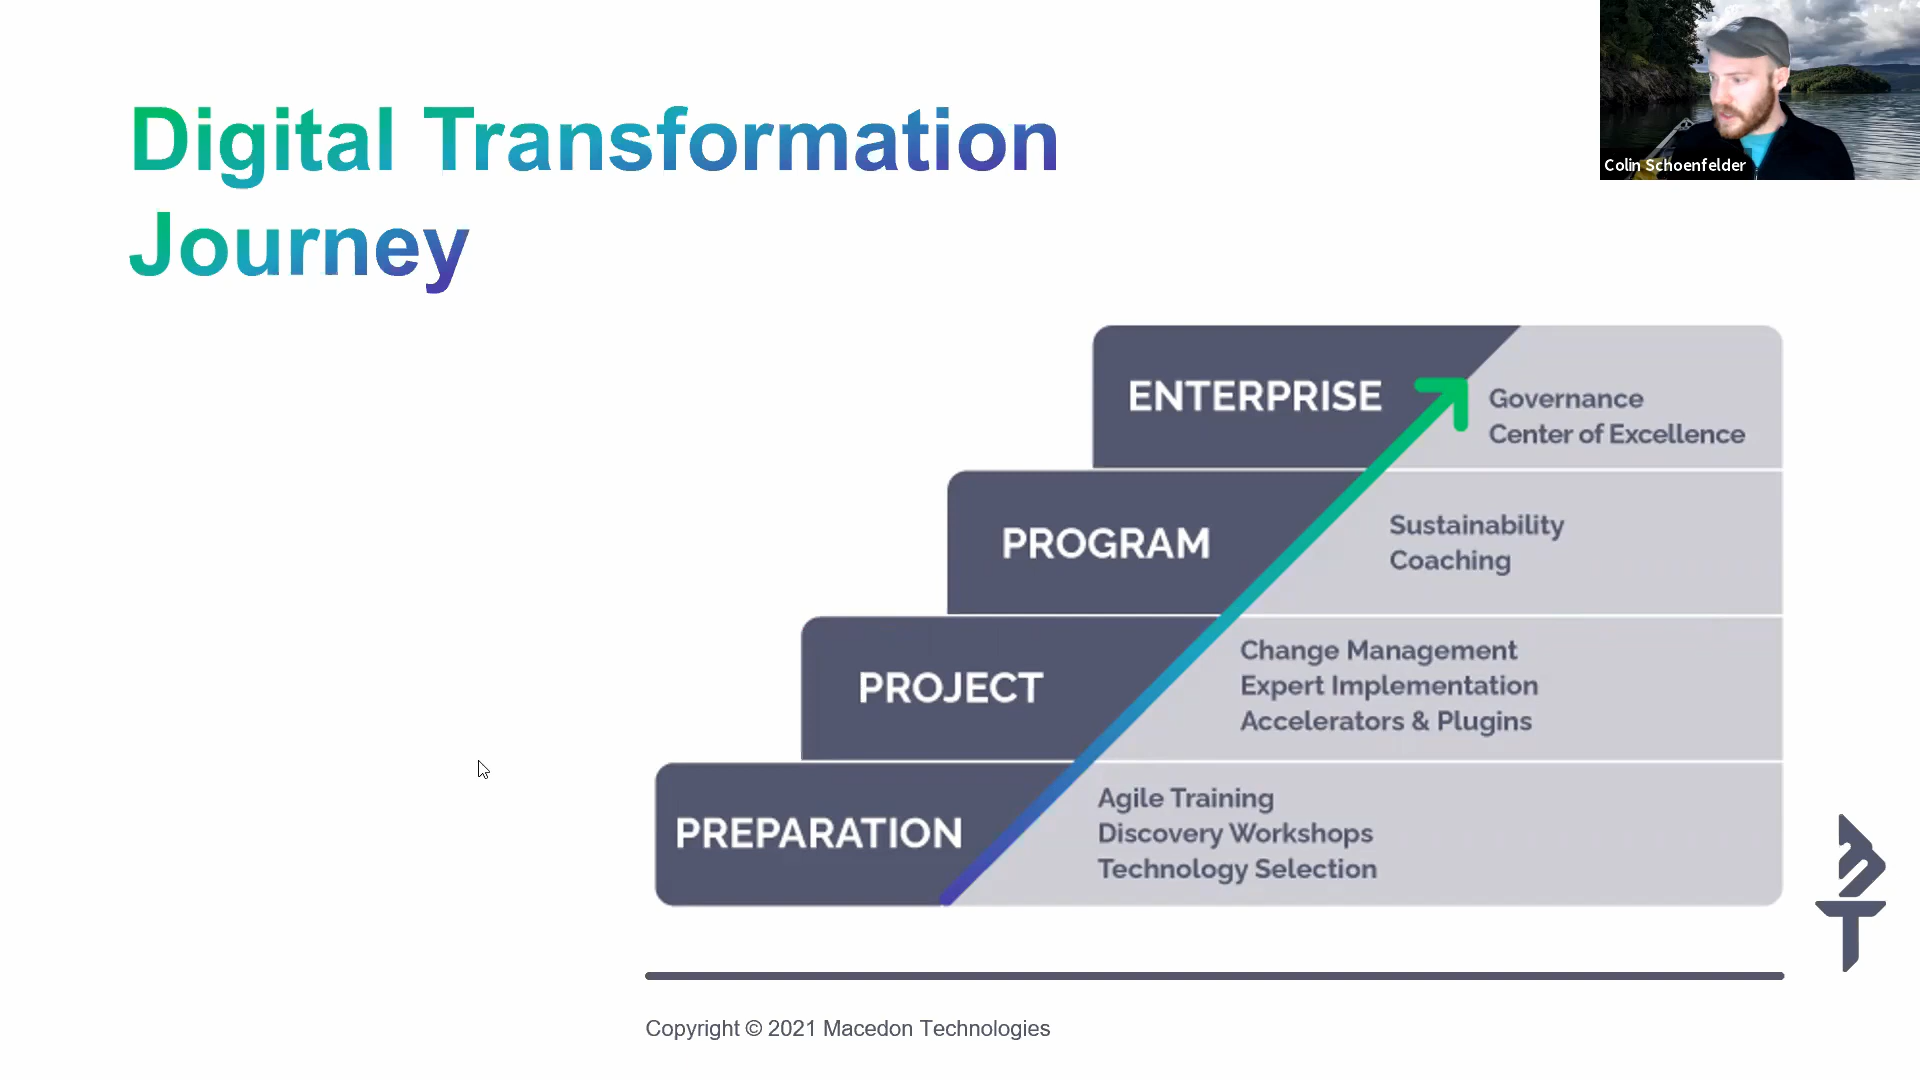 Digital Transformation
Journey
Colin Schoenfelder
ENTERPRISE
Governance
Center of Excellence
PROGRAM
Sustainability
Coaching
PROJECT
Change Management
Expert Implementation
Accelerators & Plugins
PREPARATION
Agile Training
Discovery Workshops
Technology Selection
Copyright © 2021 Macedon Technologies